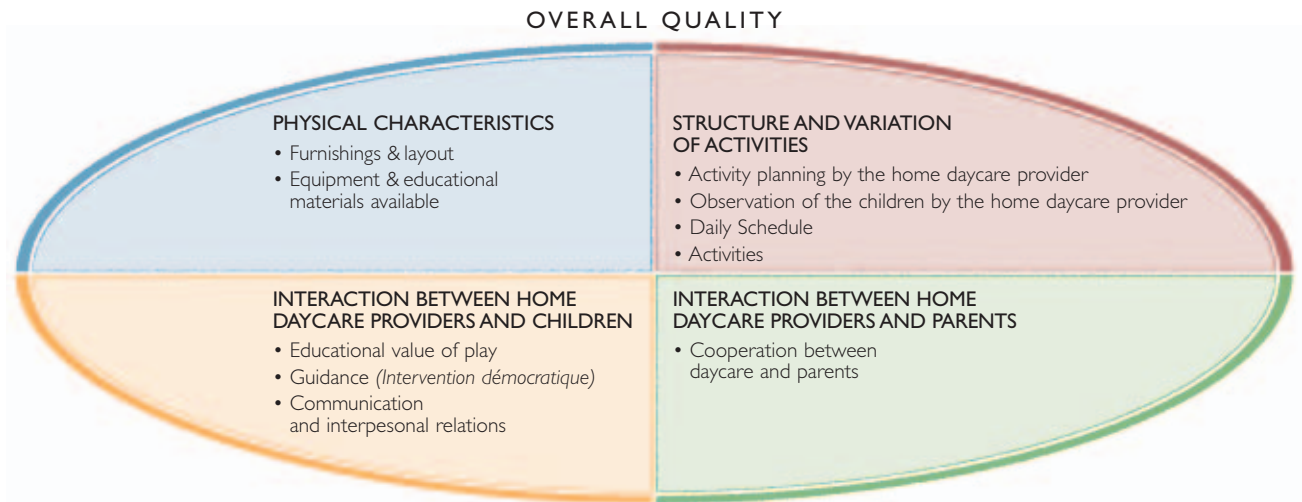 OVERALL QUALITY
PHYSICAL CHARACTERISTICS
• Furnishings & layout
• Equipment & educational
materials available
STRUCTURE AND VARIATION
OF ACTIVITIES
• Activity planning by the home daycare provider
• Observation of the children by the home daycare provider
• Daily Schedule
• Activities
INTERACTION BETWEEN HOME
DAYCARE PROVIDERS AND CHILDREN
• Educational value of play
• Guidance (Intervention démocratique)
• Communication
and interpesonal relations
INTERACTION BETWEEN HOME
DAYCARE PROVIDERS AND PARENTS
• Cooperation between
daycare and parents